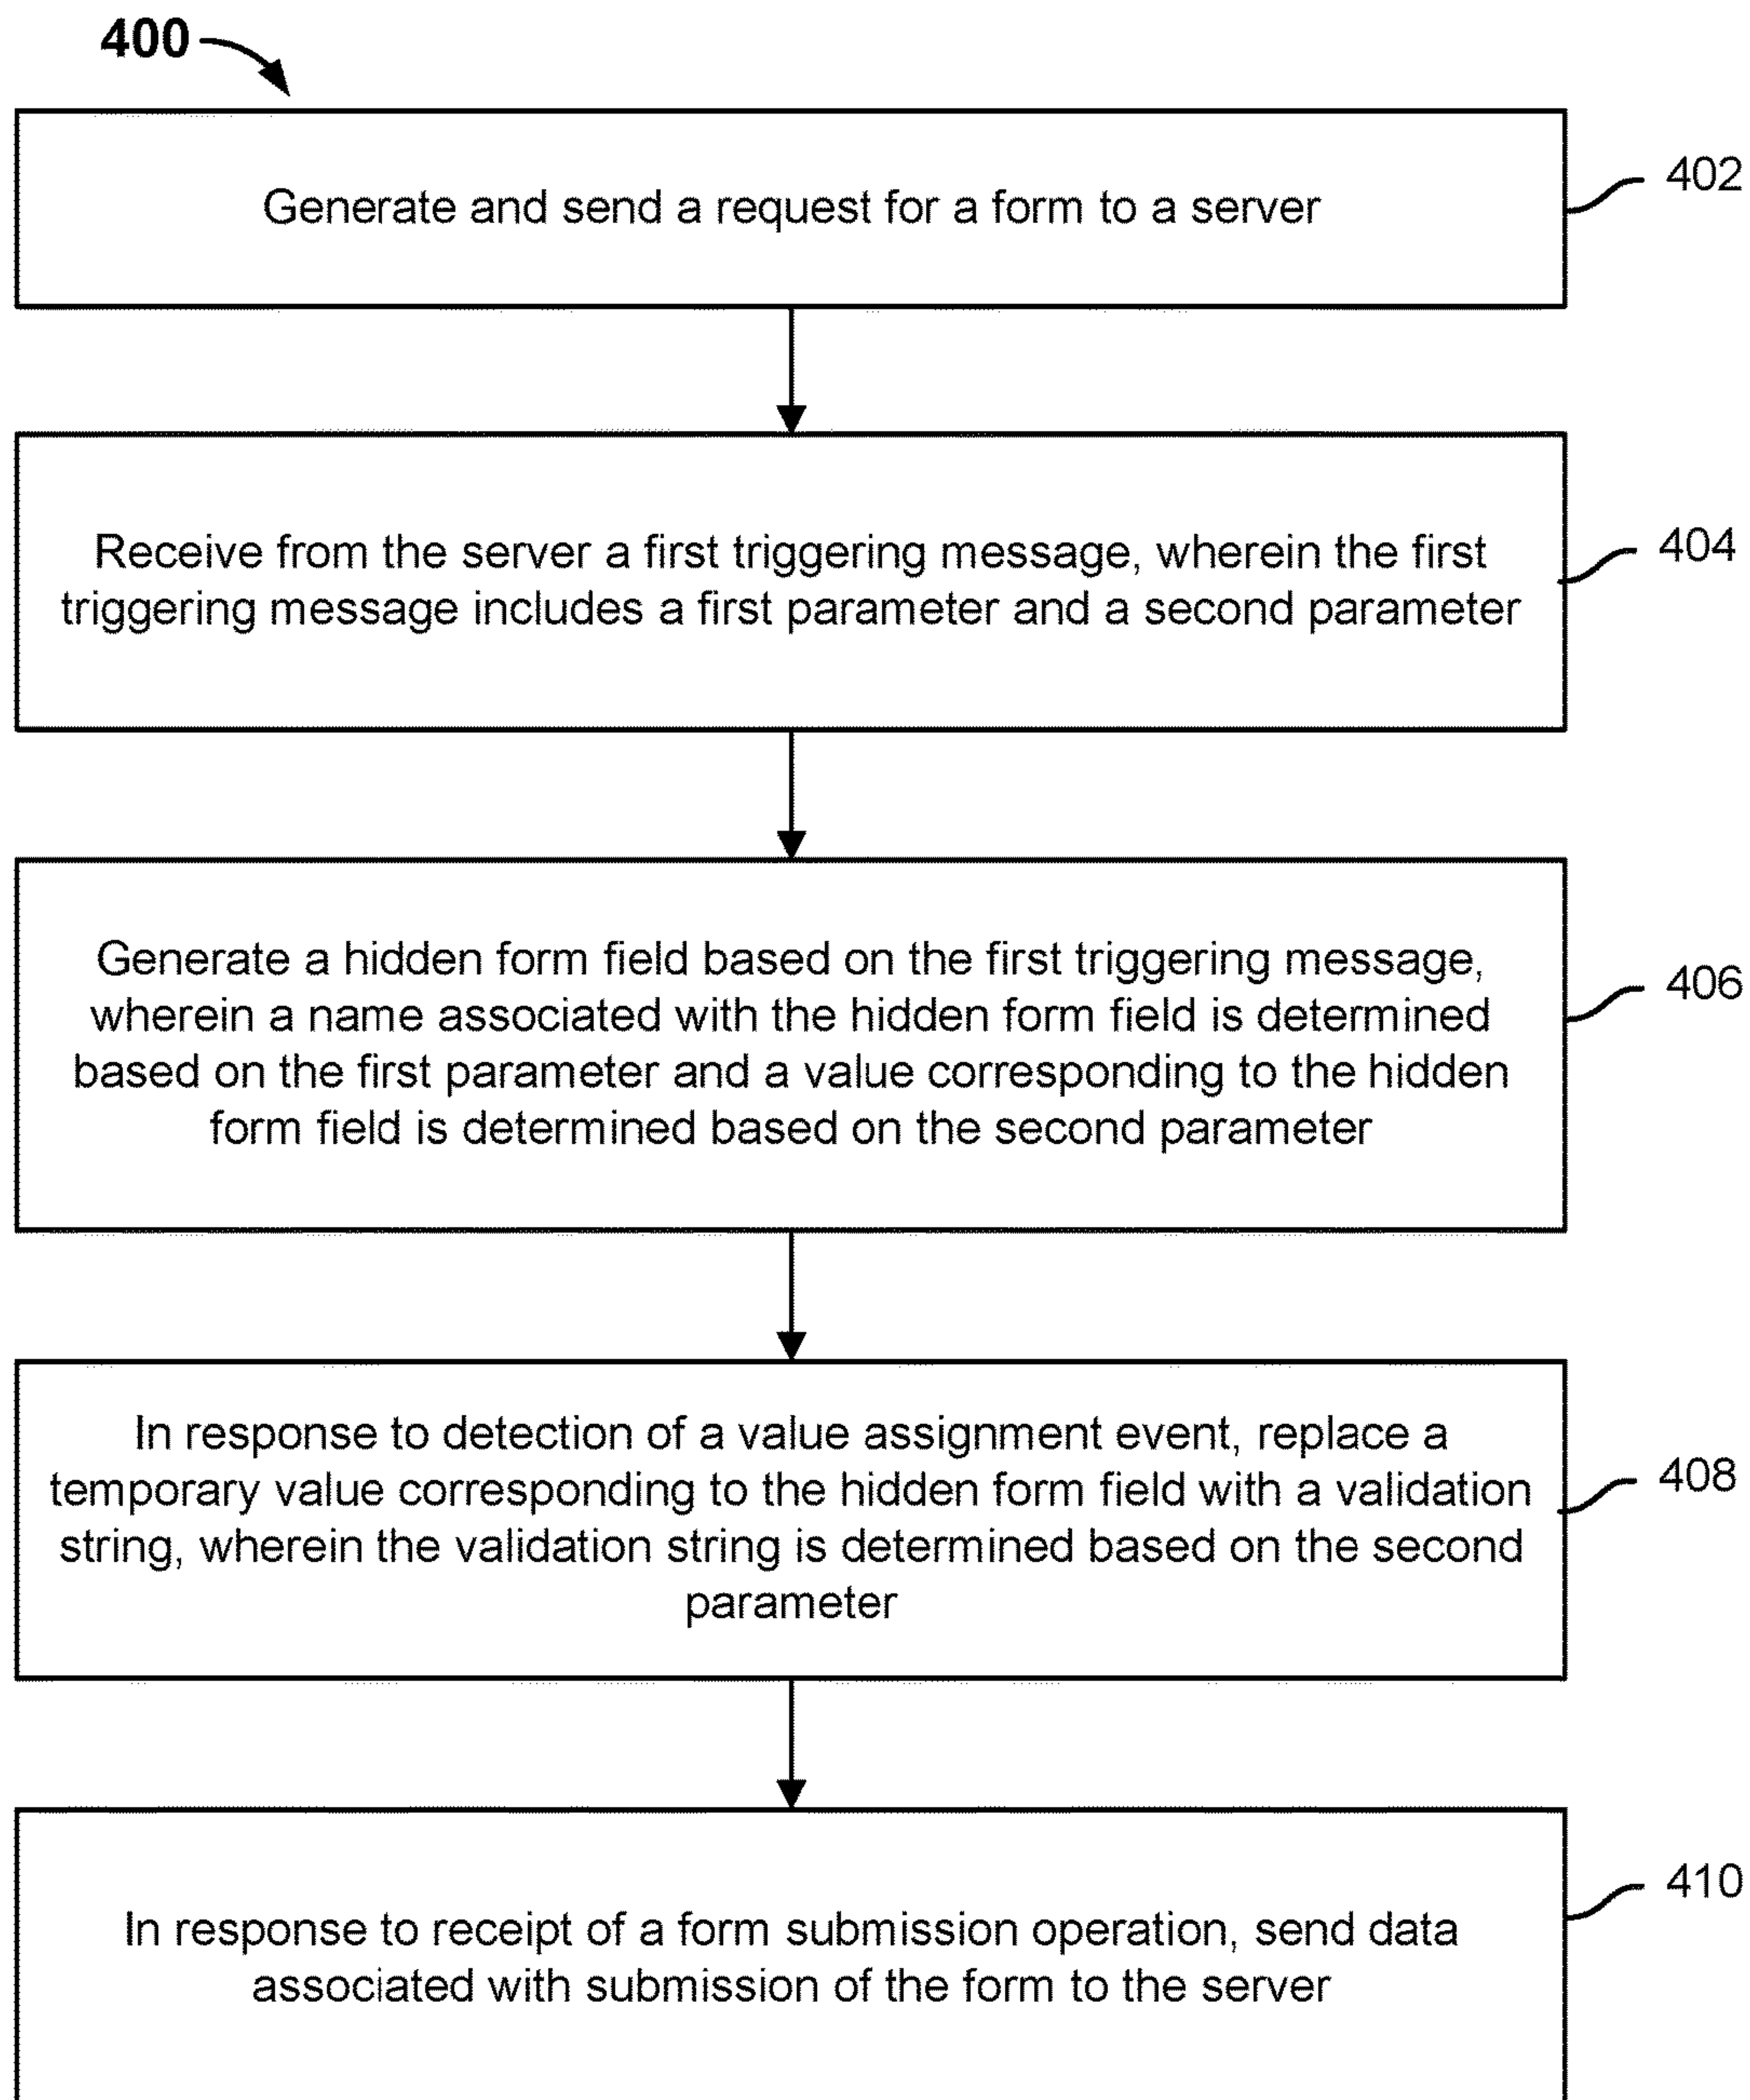 400
Generate and send a request for a form to a server
402
Receive from the server a first triggering message, wherein the first
triggering message includes a first parameter and a second parameter
404
Generate a hidden form field based on the first triggering message,
wherein a name associated with the hidden form field is determined
based on the first parameter and a value corresponding to the hidden
form field is determined based on the second parameter
406
In response to detection of a value assignment event, replace a
temporary value corresponding to the hidden form field with a validation
string, wherein the validation string is determined based on the second
parameter
408
In response to receipt of a form submission operation, send data
associated with submission of the form to the server
410